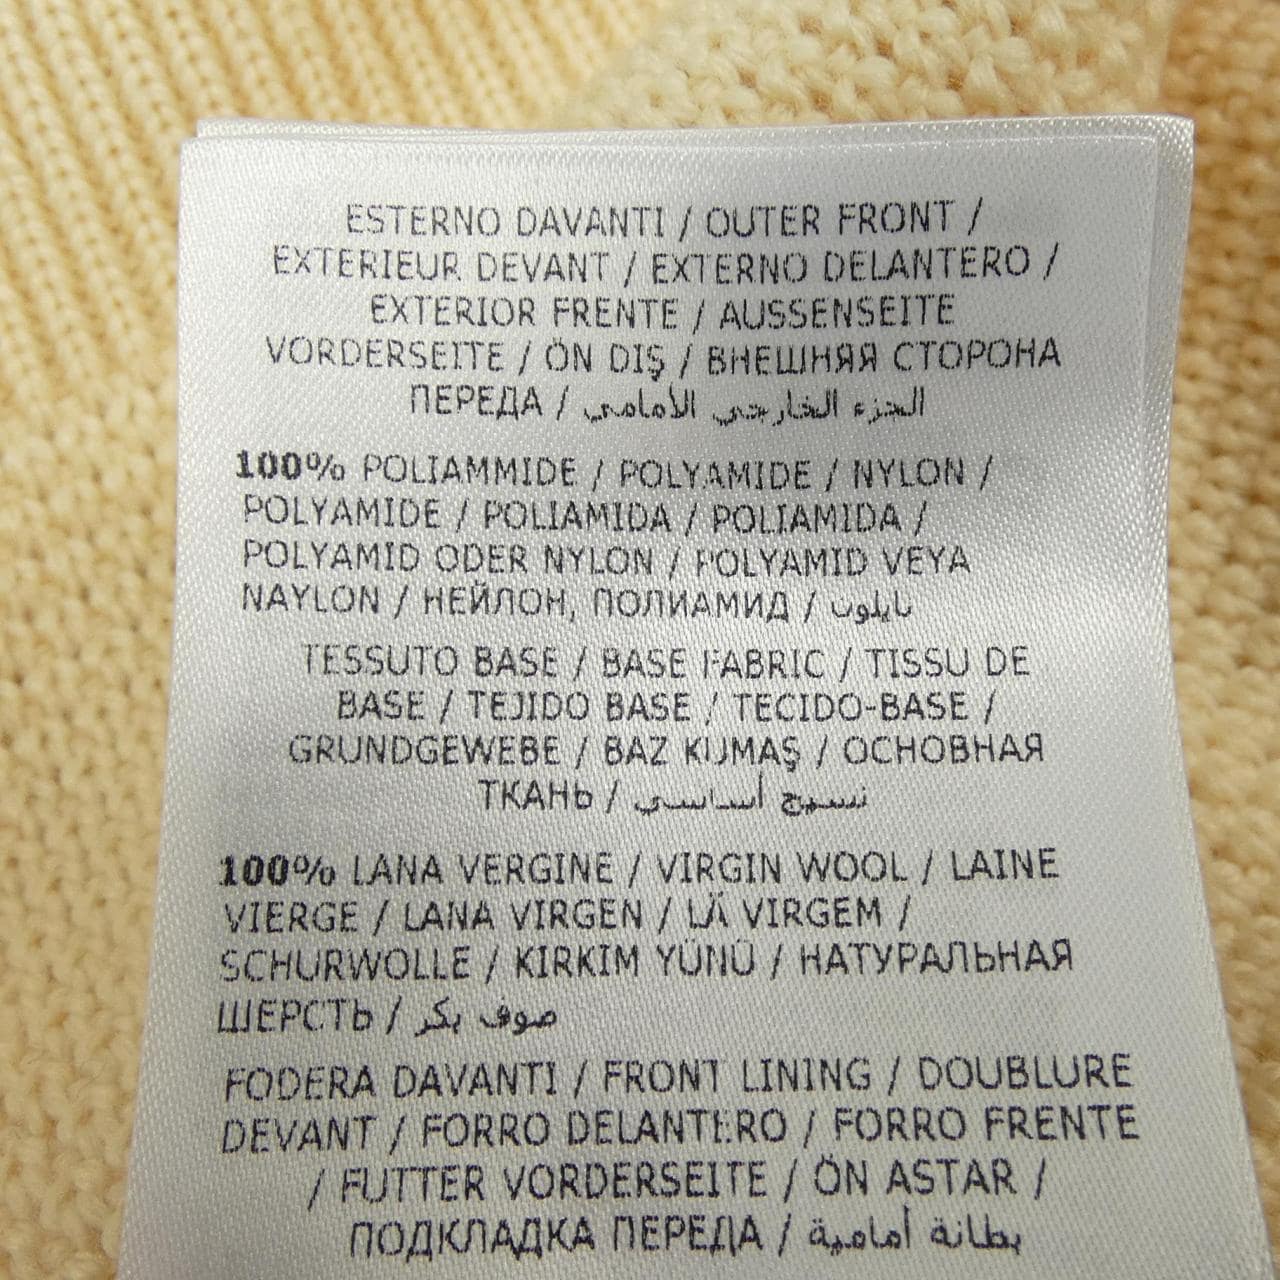 ESTERNO DAVANTI / OUTER FRONT /
EXTERIEUR DEVANT / EXTERNO DELANTERO /
EXTERIOR FRENTE / AUSSENSEITE
VORDERSEITE / ÖN DIŞ / ВНЕШНЯЯ СТОРОНА
ПЕРЕДА / الجزء الخارجي الأمامي
100% POLIAMMIDE / POLYAMIDE / NYLON /
POLYAMIDE / POLIAMIDA / POLIAMIDA /
POLYAMID ODER NYLON / POLYAMID VEYA
NAYLON / НЕЙЛОН, ПОЛИАМИД / نايلون
TESSUTO BASE / BASE FABRIC / TISSU DE
BASE / TEJIDO BASE / TECIDO-BASE /
GRUNDGEWEBE / BAZ KUMAŞ / ОСНОВНАЯ
ТКАНЬ / نسيج أساسي
100% LANA VERGINE / VIRGIN WOOL / LAINE
VIERGE / LANA VIRGEN / LÄ VIRGEM /
SCHURWOLLE / KIRKIM YÜNÜ / НАТУРАЛЬНАЯ
ШЕРСТЬ / صوف بكر
FODERA DAVANTI / FRONT LINING / DOUBLURE
DEVANT / FORRO DELANTERO / FORRO FRENTE
/ FUTTER VORDERSEITE / ÖN ASTAR /
ПОДКЛАДКА ПЕРЕДА / بطانة أمامية